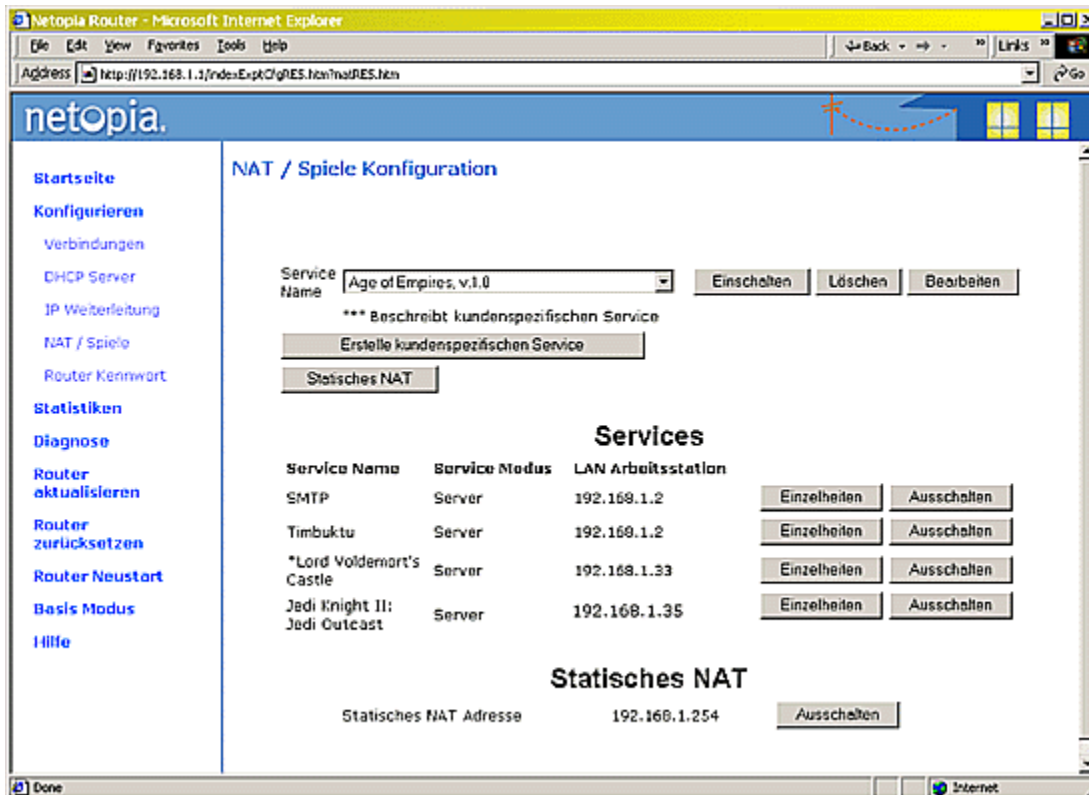 Netopia Router - Microsoft Internet Explorer
File Edit View Favorites Tools Help
Back
Links
Address http://192.168.1.1/indexExptCfgRES.htm?natRES.htm
Go
netopia.
Startseite
Konfigurieren
Verbindungen
DHCP Server
IP Weiterleitung
NAT / Spiele
Router Kennwort
Statistiken
Diagnose
Router
aktualisieren
Router
zurücksetzen
Router Neustart
Basis Modus
Hilfe
NAT / Spiele Konfiguration
Service
Name
Age of Empires, v.1.0
Einschalten
Löschen
Bearbeiten
*** Beschreibt kundenspezifischen Service
Erstelle kundenspezifischen Service
Statisches NAT
Services
Service Name Service Modus LAN Arbeitsstation
SMTP Server 192.168.1.2 Einzelheiten Ausschalten
Timbuktu Server 192.168.1.2 Einzelheiten Ausschalten
*Lord Voldemort's
Castle Server 192.168.1.33 Einzelheiten Ausschalten
Jedi Knight II:
Jedi Outcast Server 192.168.1.35 Einzelheiten Ausschalten
Statisches NAT
Statisches NAT Adresse 192.168.1.254 Ausschalten
Done
Internet